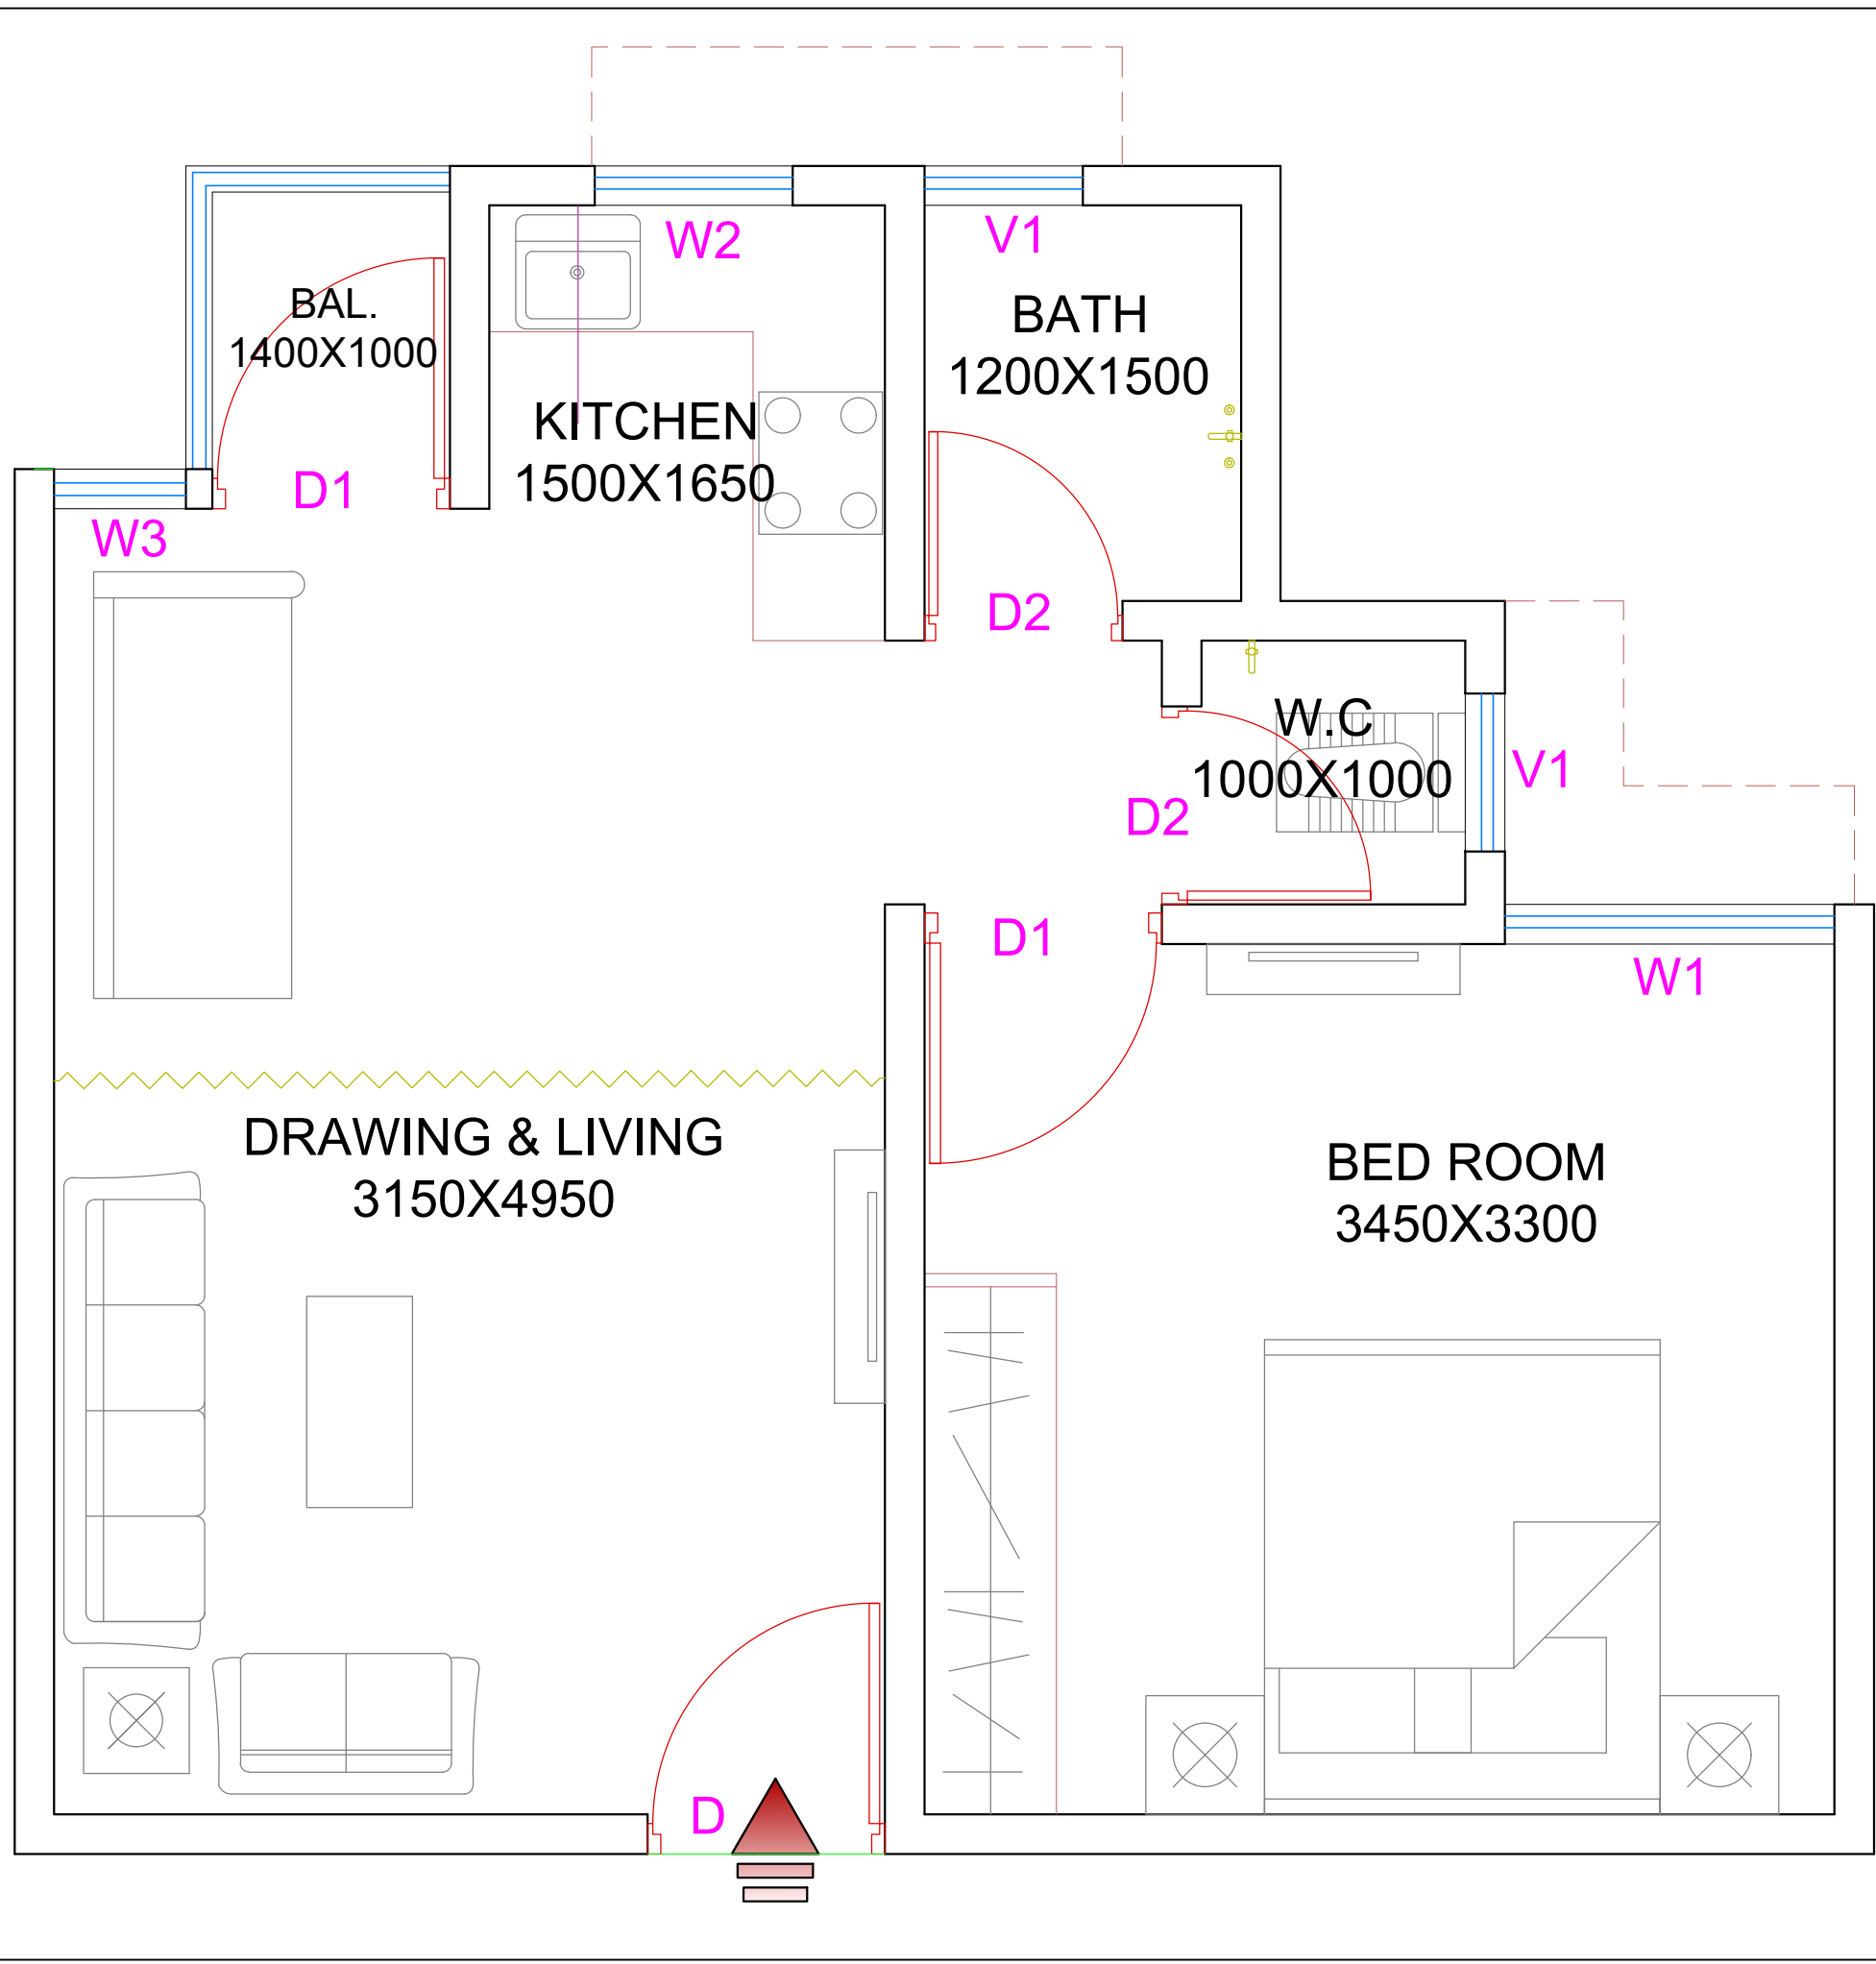 W2
V1
BAL.
1400X1000
BATH
1200X1500
KITCHEN
1500X1650
D1
W3
D2
W.C
1000X1000
V1
D2
D1
W1
DRAWING & LIVING
3150X4950
BED ROOM
3450X3300
D